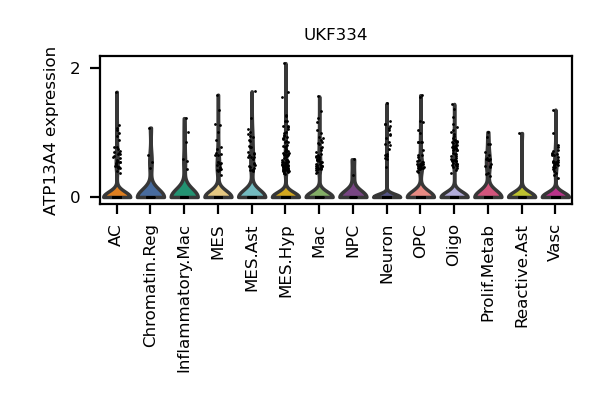 UKF334
ATP13A4 expression
2
0
AC
Chromatin.Reg
Inflammatory.Mac
MES
MES.Ast
MES.Hyp
Mac
NPC
Neuron
OPC
Oligo
Prolif.Metab
Reactive.Ast
Vasc